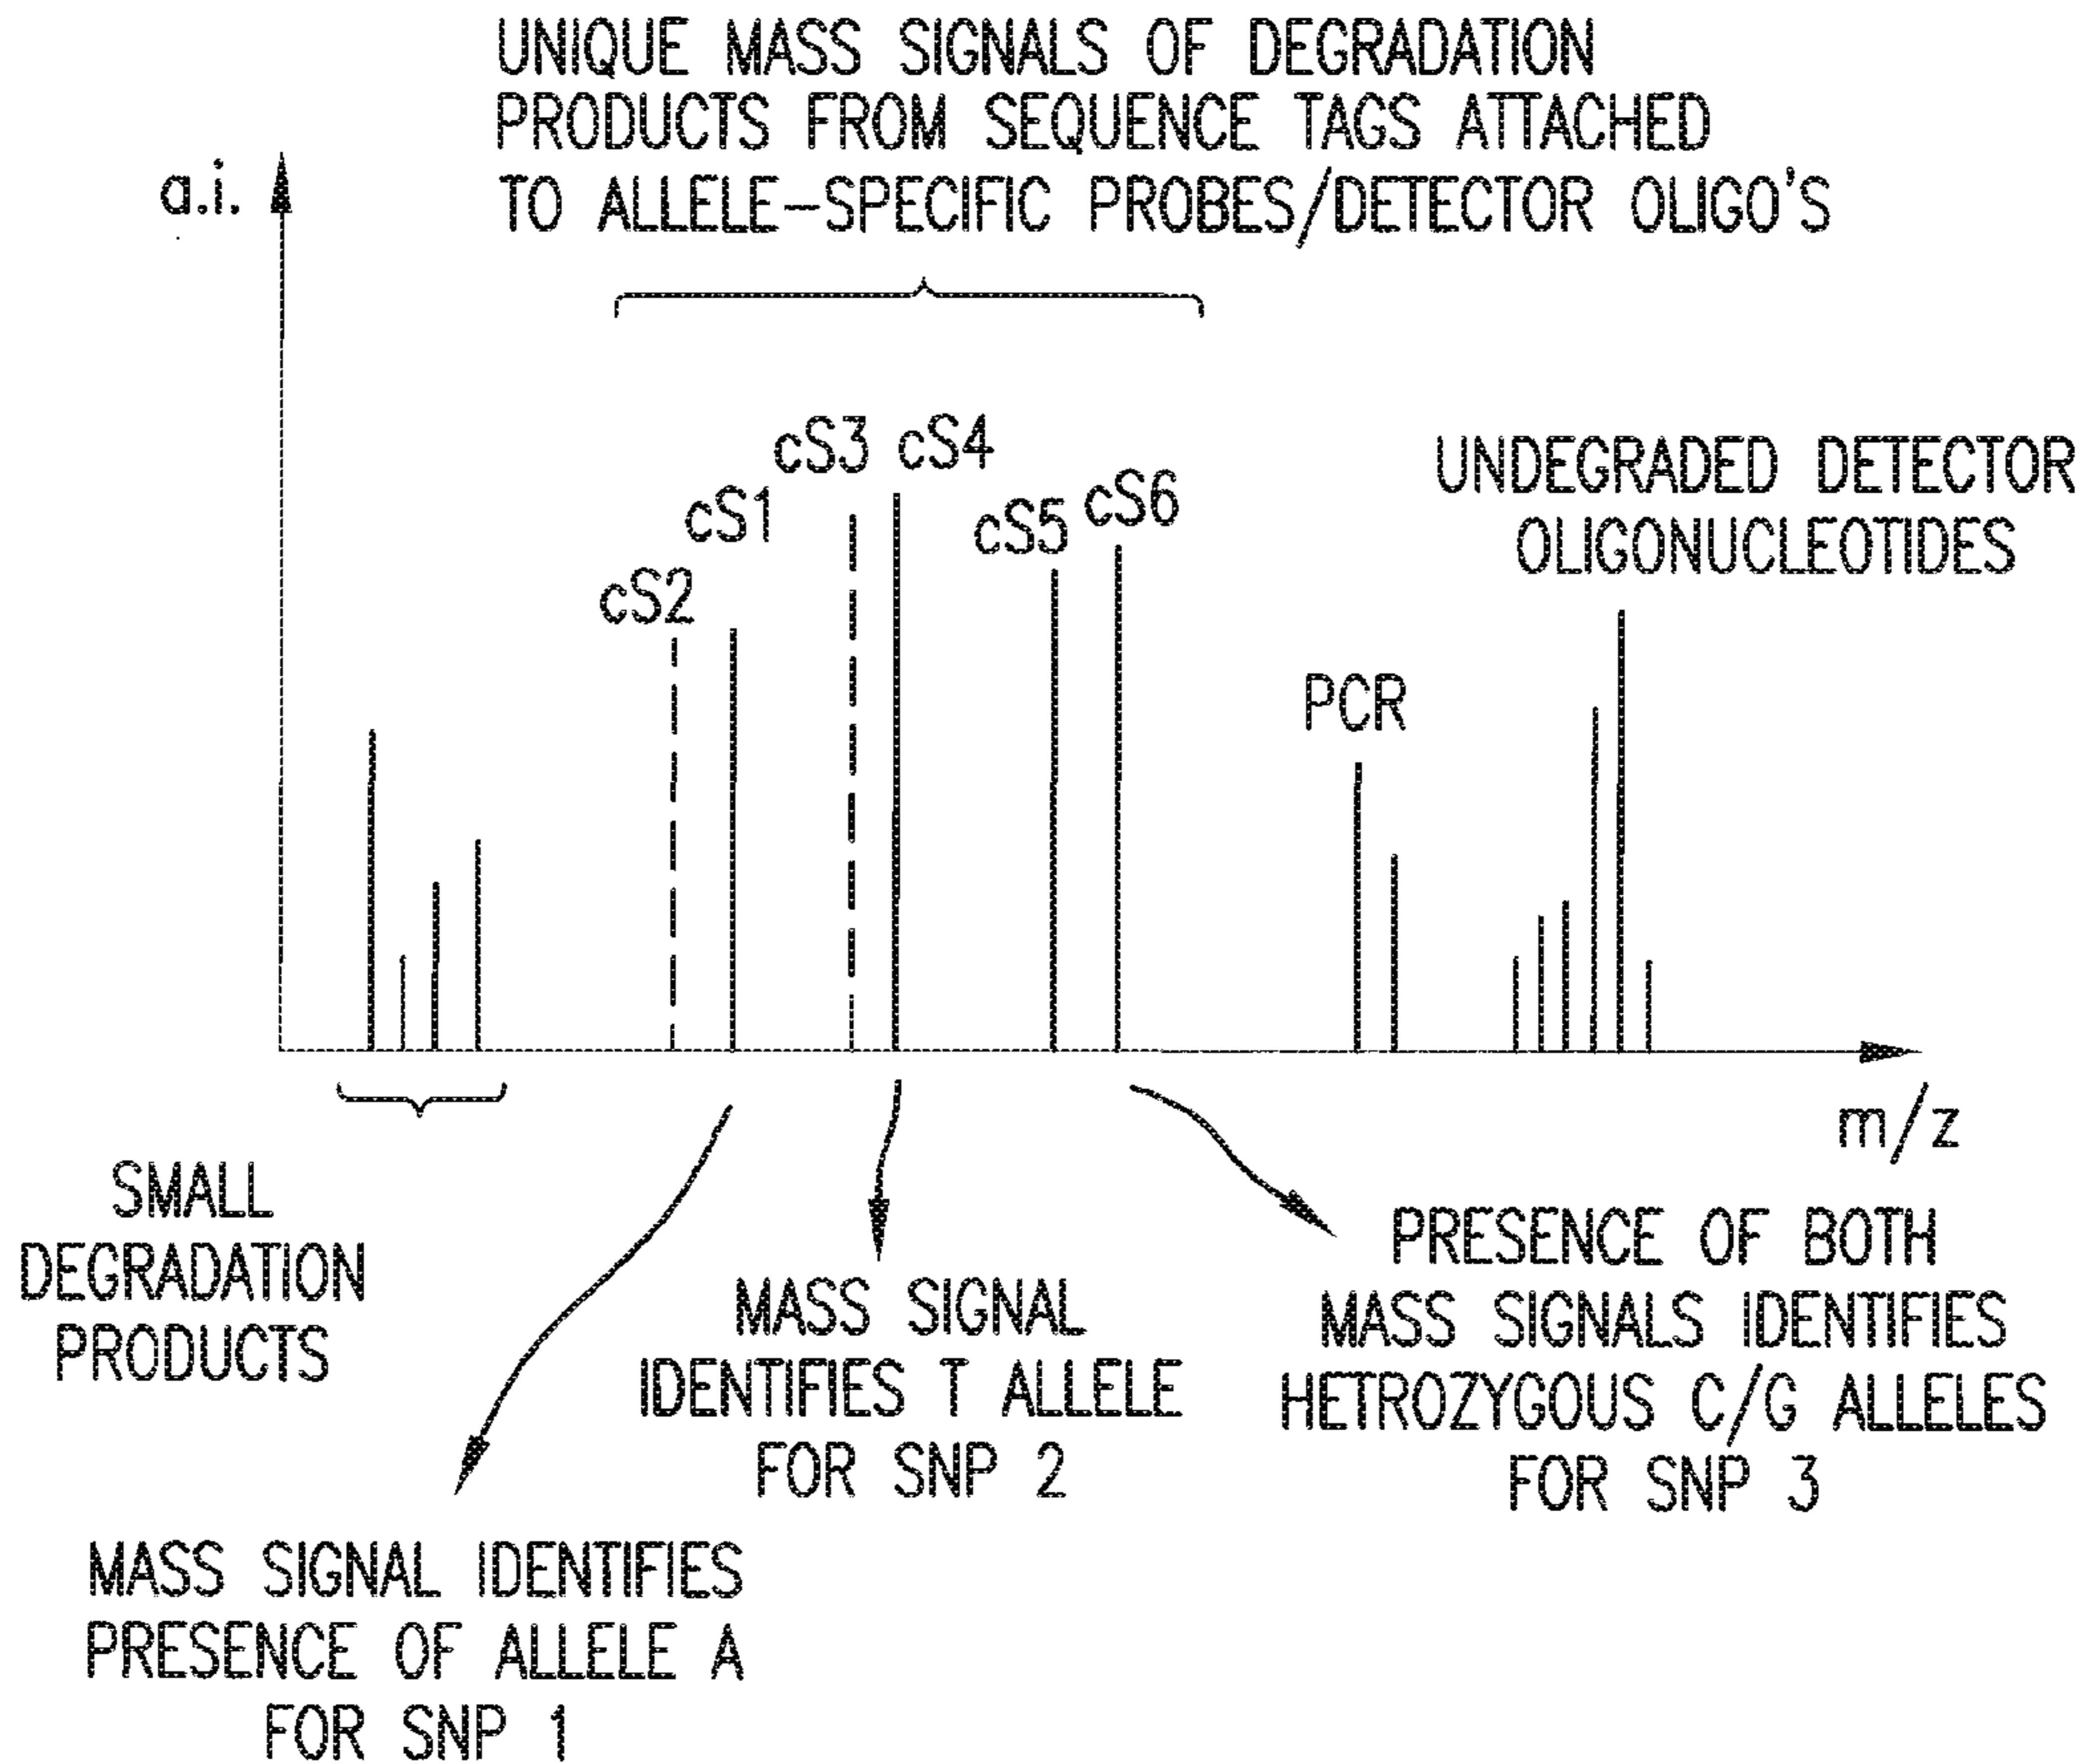 UNIQUE MASS SIGNALS OF DEGRADATION
PRODUCTS FROM SEQUENCE TAGS ATTACHED
TO ALLELE-SPECIFIC PROBES/DETECTOR OLIGO'S
a.i.
cS3
cS4
cS1
cS5
cS6
cS2
UNDEGRADED DETECTOR
OLIGONUCLEOTIDES
PCR
m/z
SMALL
DEGRADATION
PRODUCTS
MASS SIGNAL
IDENTIFIES T ALLELE
FOR SNP 2
PRESENCE OF BOTH
MASS SIGNALS IDENTIFIES
HETROZYGOUS C/G ALLELES
FOR SNP 3
MASS SIGNAL IDENTIFIES
PRESENCE OF ALLELE A
FOR SNP 1